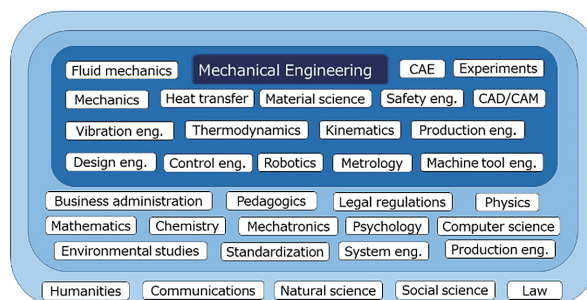 Fluid mechanics Mechanical Engineering CAE Experiments
Mechanics Heat transfer Material science Safety eng. CAD/CAM
Vibration eng. Thermodynamics Kinematics Production eng.
Design eng. Control eng. Robotics Metrology Machine tool eng.
Business administration Pedagogics Legal regulations Physics
Mathematics Chemistry Mechatronics Psychology Computer science
Environmental studies Standardization System eng. Production eng.
Humanities Communications Natural science Social science Law